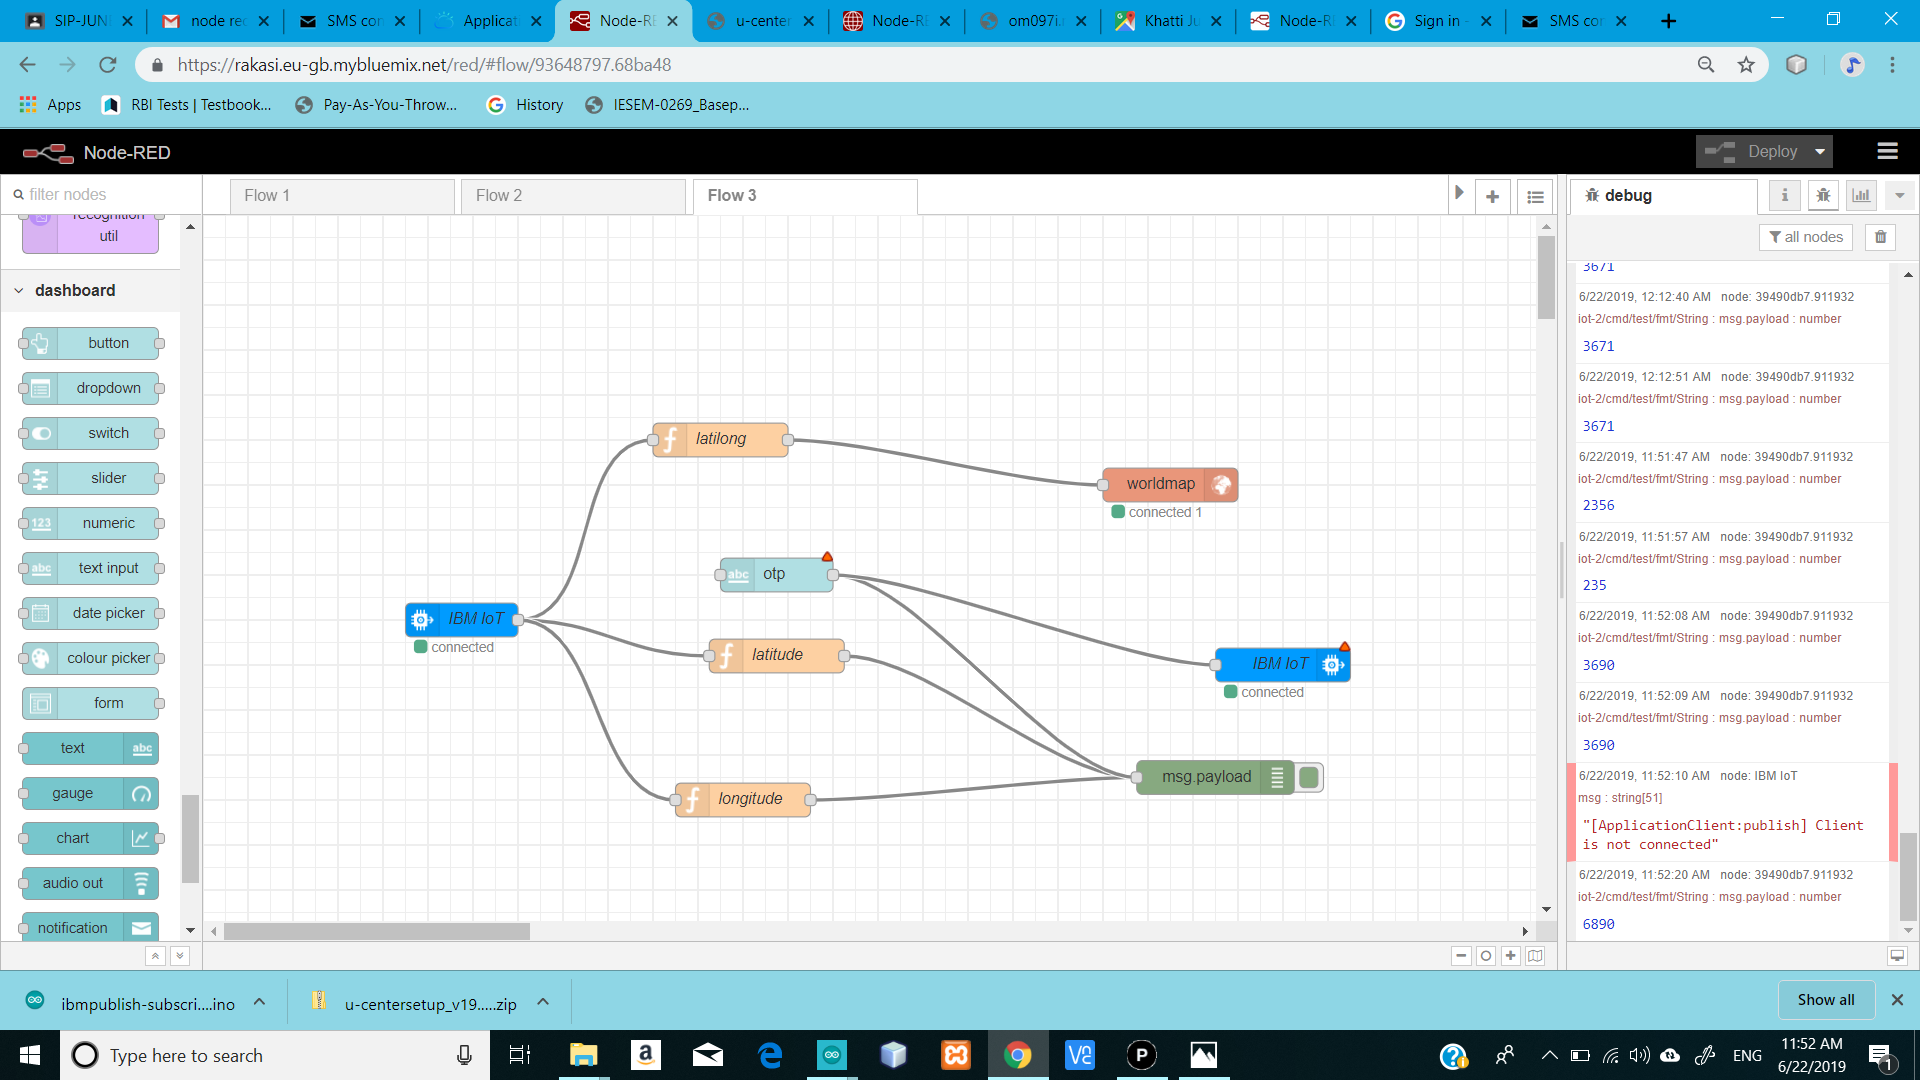 SIP-JUN
node red
SMS con
Applicati
Node-RE
u-center
Node-RE
om097i.
Khatti Ju
Node-RE
Sign in -
SMS con
https://rakasi.eu-gb.mybluemix.net/red/#flow/93648797.68ba48
Apps
RBI Tests | Testbook...
Pay-As-You-Throw...
History
IESEM-0269_Basep...
Node-RED
Deploy
filter nodes
Flow 1
Flow 2
Flow 3
debug
all nodes
recognition
util
dashboard
button
dropdown
switch
slider
123 numeric
abc text input
date picker
colour picker
form
text abc
gauge
chart
audio out
notification
latilong
worldmap
connected 1
abc otp
IBM IoT
connected
latitude
IBM IoT
connected
msg.payload
longitude
3671
6/22/2019, 12:12:40 AM node: 39490db7.911932
iot-2/cmd/test/fmt/String : msg.payload : number
3671
6/22/2019, 12:12:51 AM node: 39490db7.911932
iot-2/cmd/test/fmt/String : msg.payload : number
3671
6/22/2019, 11:51:47 AM node: 39490db7.911932
iot-2/cmd/test/fmt/String : msg.payload : number
2356
6/22/2019, 11:51:57 AM node: 39490db7.911932
iot-2/cmd/test/fmt/String : msg.payload : number
235
6/22/2019, 11:52:08 AM node: 39490db7.911932
iot-2/cmd/test/fmt/String : msg.payload : number
3690
6/22/2019, 11:52:09 AM node: 39490db7.911932
iot-2/cmd/test/fmt/String : msg.payload : number
3690
6/22/2019, 11:52:10 AM node: IBM IoT
msg : string[51]
"[ApplicationClient:publish] Client
is not connected"
6/22/2019, 11:52:20 AM node: 39490db7.911932
iot-2/cmd/test/fmt/String : msg.payload : number
6890
ibmpublish-subscri....ino
u-centersetup_v19.....zip
Show all
Type here to search
ENG
11:52 AM
6/22/2019
1